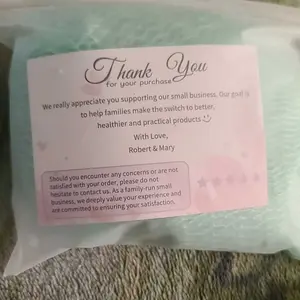 Thank You
for your purchase
We really appreciate you supporting our small business. Our goal is
to help families make the switch to better,
healthier and practical products
With Love,
Robert & Mary
Should you encounter any concerns or are not
satisfied with your order, please do not
hesitate to contact us. As a family-run small
business, we deeply value your experience and
are committed to ensuring your satisfaction.